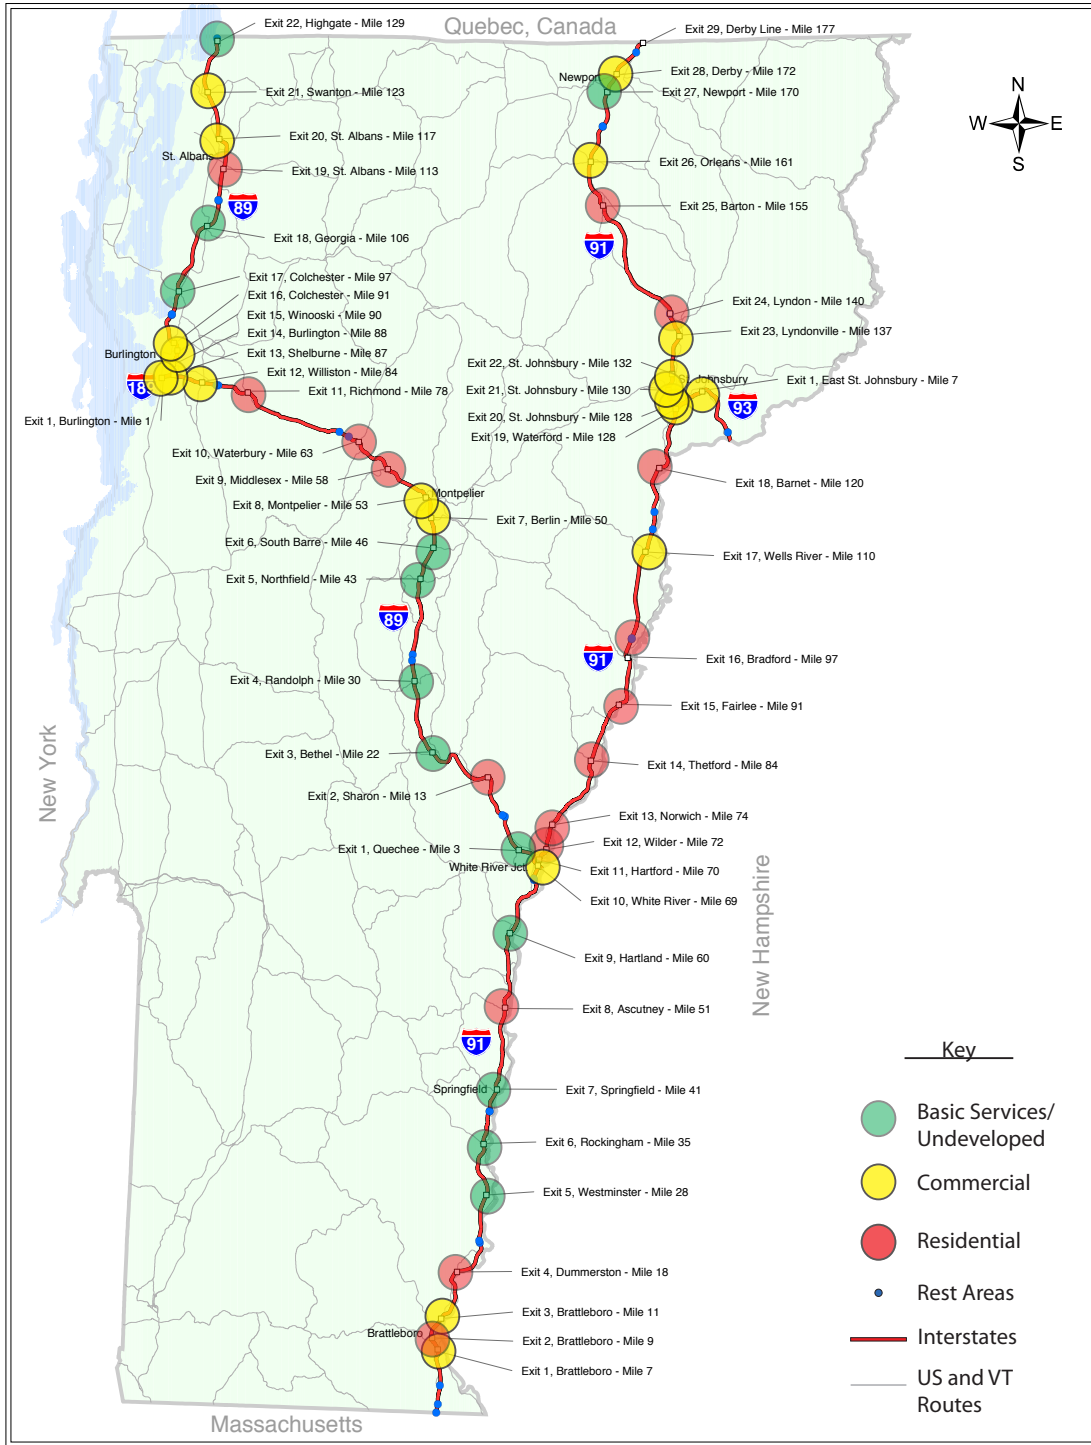 Quebec, Canada
Exit 22, Highgate - Mile 129
Exit 29, Derby Line - Mile 177
Exit 28, Derby - Mile 172
Newport
Exit 27, Newport - Mile 170
Exit 21, Swanton - Mile 123
N
W
E
S
Exit 20, St. Albans - Mile 117
St. Albans
Exit 26, Orleans - Mile 161
Exit 19, St. Albans - Mile 113
89
Exit 25, Barton - Mile 155
Exit 18, Georgia - Mile 106
91
Exit 17, Colchester - Mile 97
Exit 16, Colchester - Mile 91
Exit 15, Winooski - Mile 90
Exit 14, Burlington - Mile 88
Exit 24, Lyndon - Mile 140
Exit 23, Lyndonville - Mile 137
Burlington
Exit 13, Shelburne - Mile 87
Exit 12, Williston - Mile 84
Exit 11, Richmond - Mile 78
18
Exit 22, St. Johnsbury - Mile 132
St. Johnsbury
Exit 1, East St. Johnsbury - Mile 7
Exit 21, St. Johnsbury - Mile 130
93
Exit 20, St. Johnsbury - Mile 128
Exit 1, Burlington - Mile 1
Exit 19, Waterford - Mile 128
Exit 10, Waterbury - Mile 63
Exit 9, Middlesex - Mile 58
Exit 18, Barnet - Mile 120
Montpelier
Exit 8, Montpelier - Mile 53
Exit 7, Berlin - Mile 50
Exit 6, South Barre - Mile 46
Exit 17, Wells River - Mile 110
Exit 5, Northfield - Mile 43
89
91
Exit 16, Bradford - Mile 97
Exit 4, Randolph - Mile 30
Exit 15, Fairlee - Mile 91
Exit 3, Bethel - Mile 22
Exit 14, Thetford - Mile 84
New York
Exit 2, Sharon - Mile 13
Exit 13, Norwich - Mile 74
Exit 12, Wilder - Mile 72
Exit 1, Quechee - Mile 3
White River Jct
Exit 11, Hartford - Mile 70
Exit 10, White River - Mile 69
New Hampshire
Exit 9, Hartland - Mile 60
Exit 8, Ascutney - Mile 51
91
Springfield
Exit 7, Springfield - Mile 41
Exit 6, Rockingham - Mile 35
Exit 5, Westminster - Mile 28
Exit 4, Dummerston - Mile 18
Exit 3, Brattleboro - Mile 11
Brattleboro
Exit 2, Brattleboro - Mile 9
Exit 1, Brattleboro - Mile 7
Massachusetts
Key
Basic Services/
Undeveloped
Commercial
Residential
Rest Areas
Interstates
US and VT
Routes